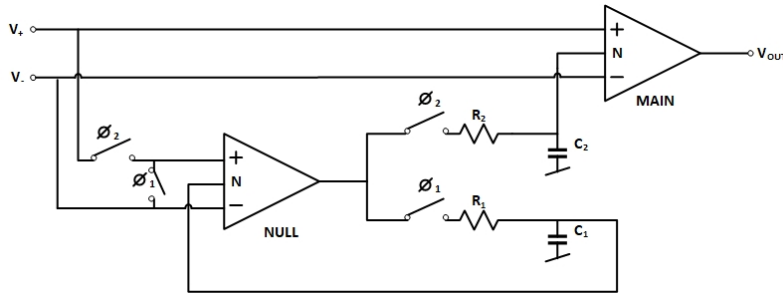 V+
V-
+
N
−
MAIN
VOUT
Ø2
R2
C2
Ø2
Ø1
+
N
−
NULL
Ø1
R1
C1